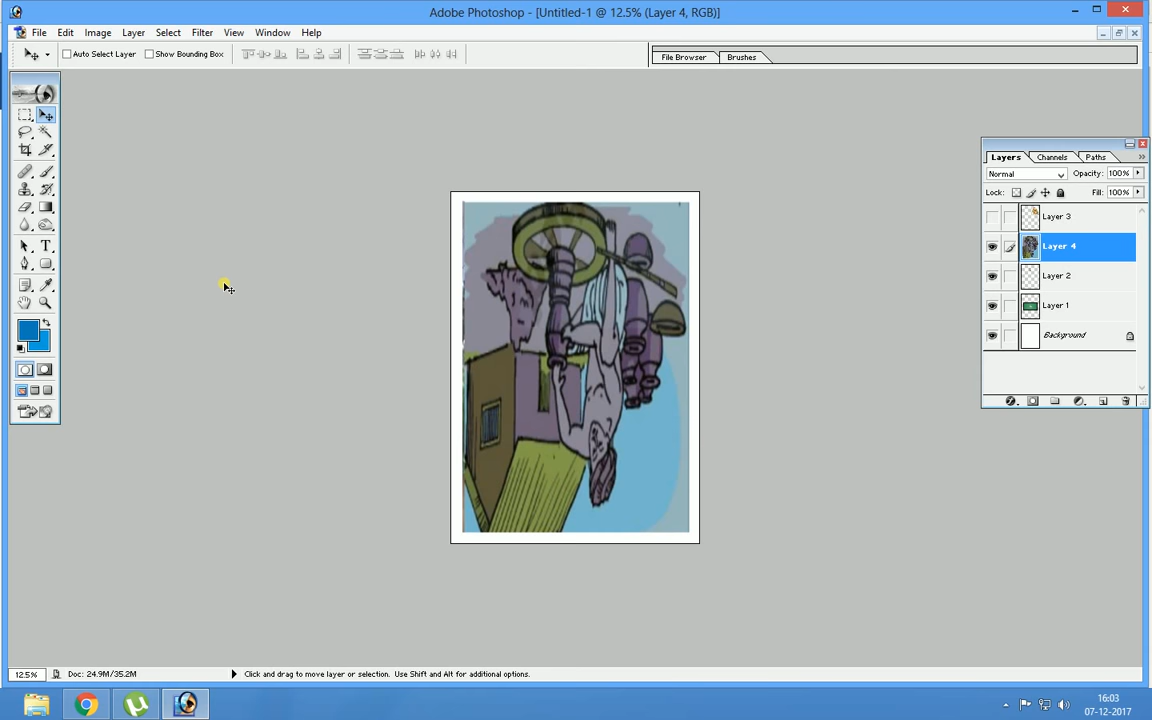 Adobe Photoshop - [Untitled-1 @ 12.5% (Layer 4, RGB)]
File Edit Image Layer Select Filter View Window Help
Auto Select Layer Show Bounding Box
File Browser Brushes
Layers Channels Paths
Normal Opacity: 100%
Lock: Fill: 100%
Layer 3
Layer 4
Layer 2
Layer 1
Background
12.5% Doc: 24.9M/35.2M Click and drag to move layer or selection. Use Shift and Alt for additional options.
16:03
07-12-2017